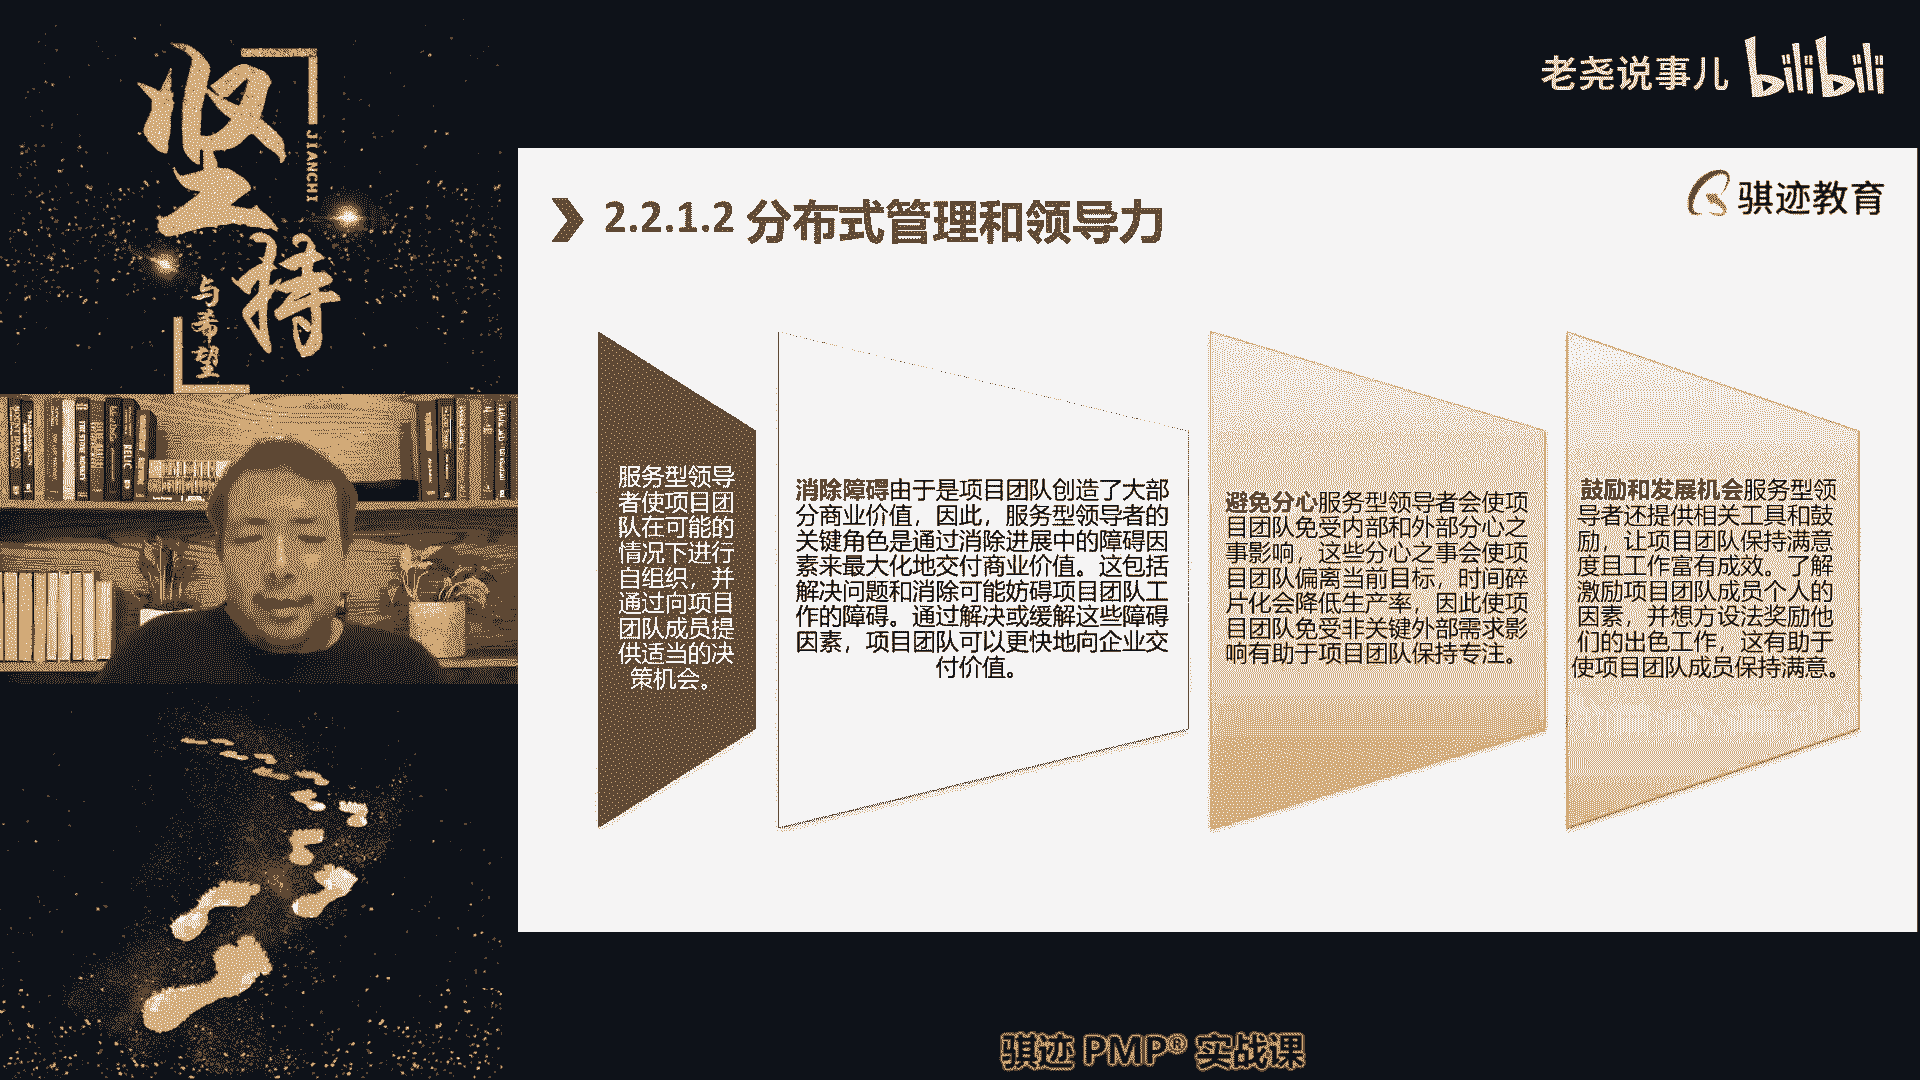 坚持
JIANCHI
与希望
老尧说事儿 bilibili
骐迹教育
2.2.1.2 分布式管理和领导力
服务型领导
者使项目团
队在可能的
情况下进行
自组织，并
通过向项目
团队成员提
供适当的决
策机会。
消除障碍由于是项目团队创造了大部
分商业价值，因此，服务型领导者的
关键角色是通过消除进展中的障碍因
素来最大化地交付商业价值。这包括
解决问题和消除可能妨碍项目团队工
作的障碍。通过解决或缓解这些障碍
因素，项目团队可以更快地向企业交
付价值。
避免分心服务型领导者会使项
目团队免受内部和外部分心之
事影响，这些分心之事会使项
目团队偏离当前目标，时间碎
片化会降低生产率，因此使项
目团队免受非关键外部需求影
响有助于项目团队保持专注。
鼓励和发展机会服务型领
导者还提供相关工具和鼓
励，让项目团队保持满意
度且工作富有成效。了解
激励项目团队成员个人的
因素，并想方设法奖励他
们的出色工作，这有助于
使项目团队成员保持满意。
骐迹 PMP® 实战课